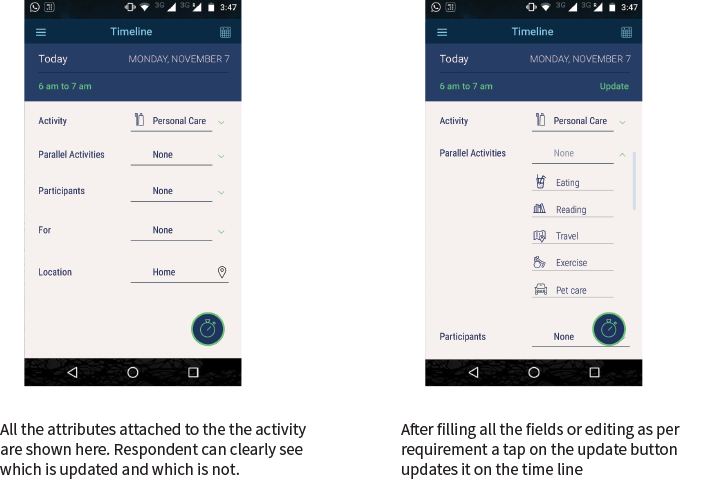 3G 3G 3:47
Timeline
Today MONDAY, NOVEMBER 7
6 am to 7 am
Activity Personal Care
Parallel Activities None
Participants None
For None
Location Home
All the attributes attached to the the activity
are shown here. Respondent can clearly see
which is updated and which is not.
3G 3G 3:47
Timeline
Today MONDAY, NOVEMBER 7
6 am to 7 am Update
Activity Personal Care
Parallel Activities None
Eating
Reading
Travel
Exercise
Pet care
Participants None
After filling all the fields or editing as per
requirement a tap on the update button
updates it on the time line